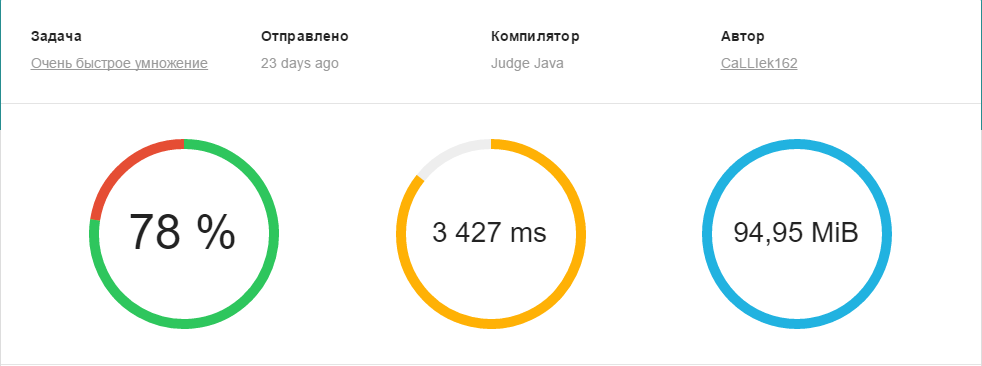 Задача Отправлено Компилятор Автор
Очень быстрое умножение 23 days ago Judge Java CaLLIek162
78 % 3 427 ms 94,95 MiB